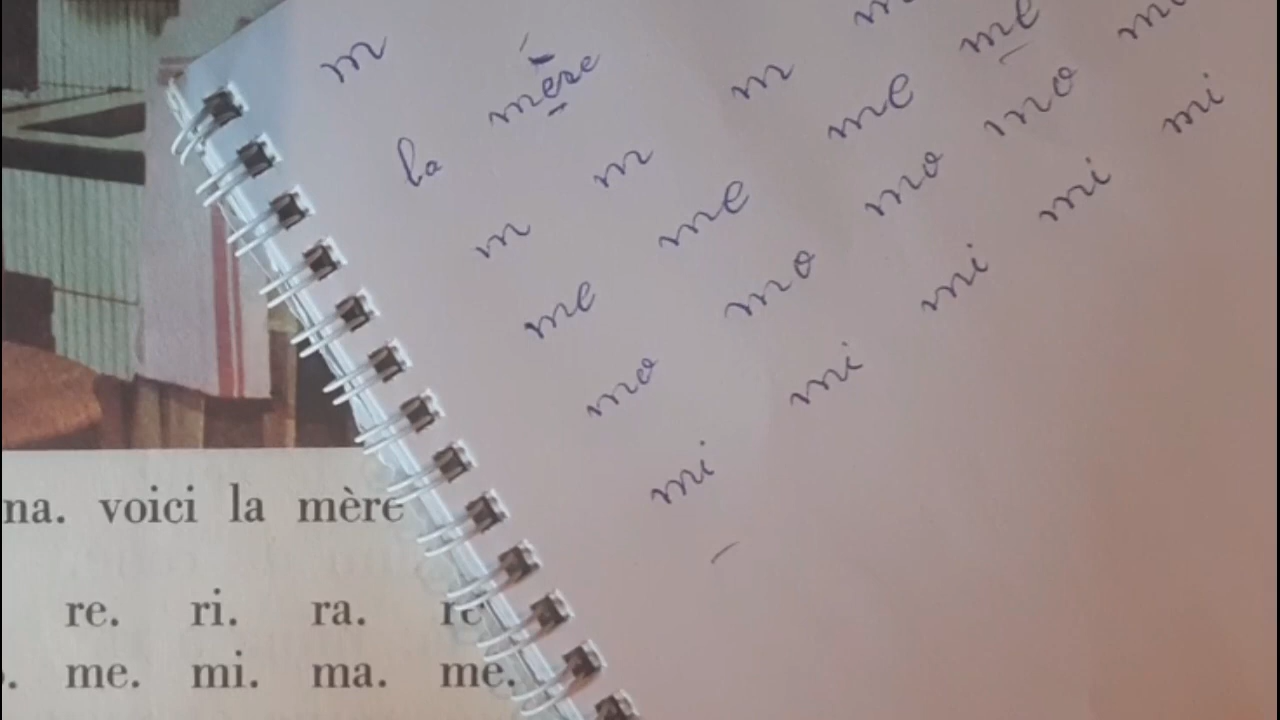 m
la mère
m m m m
me me me me
mo mo mo mo
mi mi mi mi mi
na. voici la mère
re. ri. ra. re
. me. mi. ma. me.